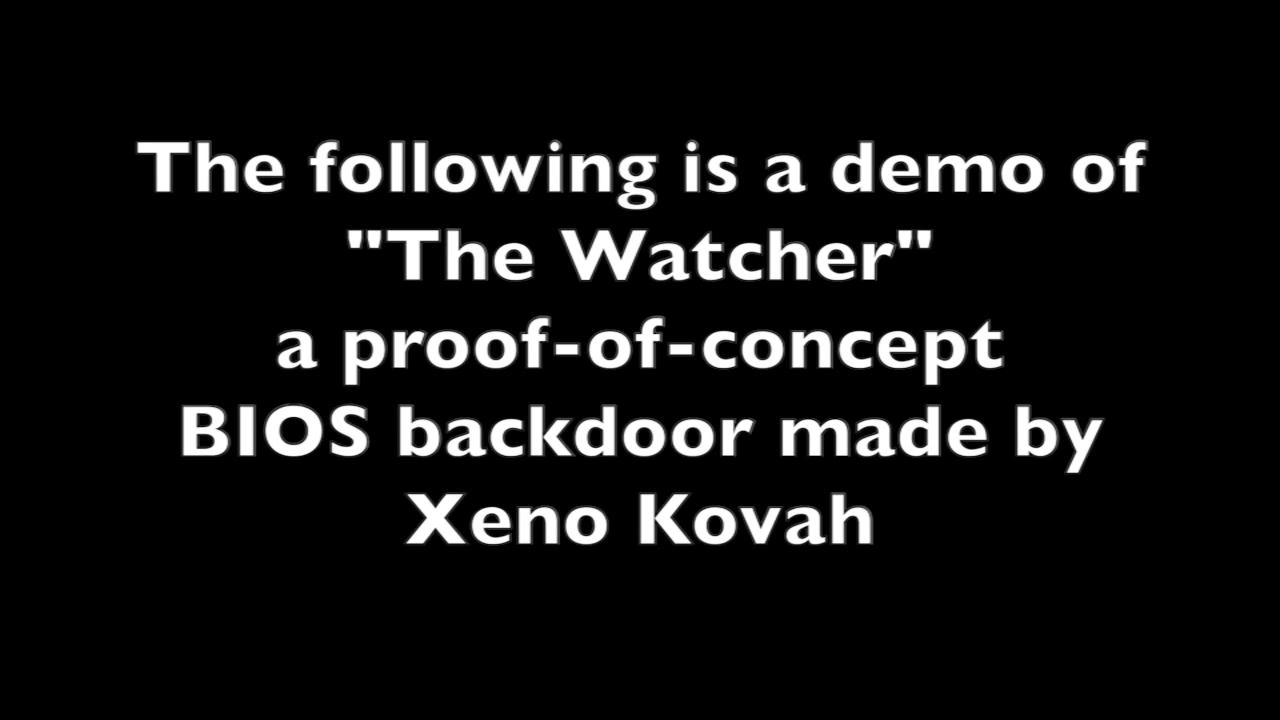 The following is a demo of
"The Watcher"
a proof-of-concept
BIOS backdoor made by
Xeno Kovah